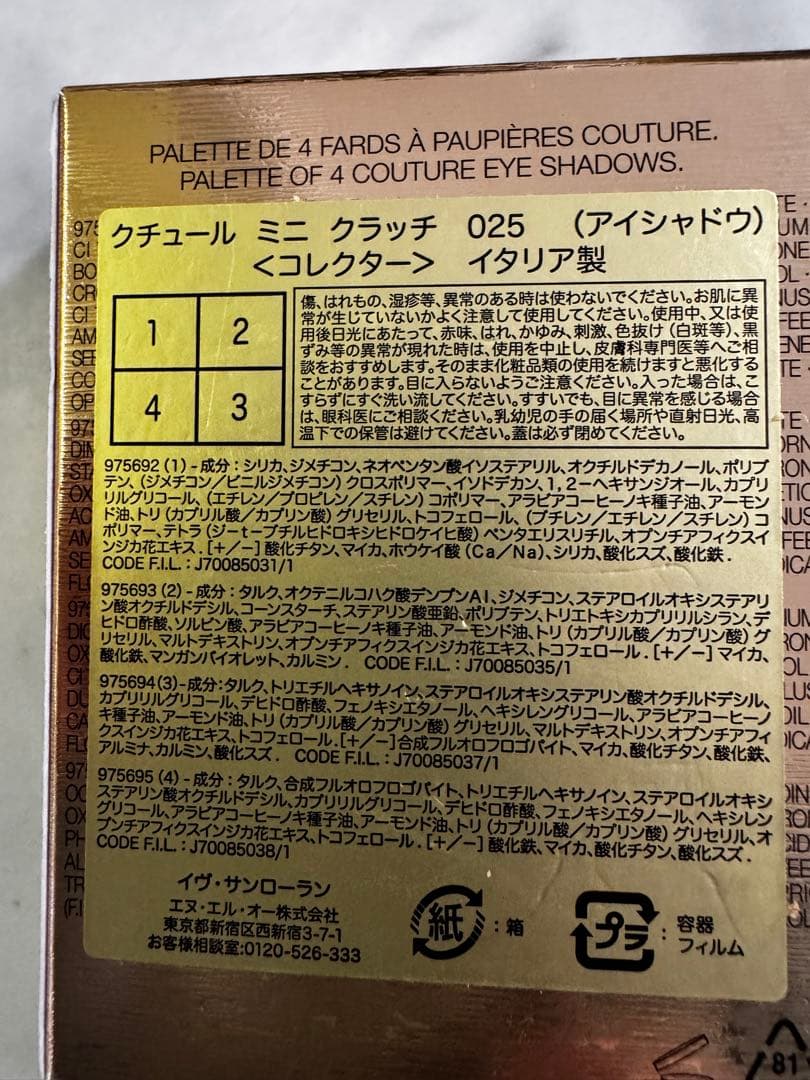 PALETTE DE 4 FARDS À PAUPIÈRES COUTURE.
PALETTE OF 4 COUTURE EYE SHADOWS.
クチュール ミニ クラッチ 025 （アイシャドウ）
＜コレクター＞ イタリア製
1 2
4 3
傷、はれもの、湿疹等、異常のある時は使わないでください。お肌に異
常が生じていないかよく注意して使用してください。使用中、又は使
用後日光にあたって、赤味、はれ、かゆみ、刺激、色抜け（白斑等）、黒
ずみ等の異常が現れた時は、使用を中止し、皮膚科専門医等へご相
談をおすすめします。そのまま化粧品類の使用を続けますと悪化する
ことがあります。目に入らないようご注意ください。入った場合は、こ
すらずにすぐ洗い流してください。すすいでも、目に異常を感じる場合
は、眼科医にご相談ください。乳幼児の手の届く場所や直射日光、高
温下での保管は避けてください。蓋は必ず閉めてください。
975692（1）-成分：シリカ、ジメチコン、ネオペンタン酸イソステアリル、オクチルドデカノール、ポリブ
テン、（ジメチコン／ビニルジメチコン）クロスポリマー、イソドデカン、1，2－ヘキサンジオール、カプリ
リルグリコール、（エチレン／プロピレン／スチレン）コポリマー、アラビアコーヒーノキ種子油、アーモン
ド油、トリ（カプリル酸／カプリン酸）グリセリル、トコフェロール、（ブチレン／エチレン／スチレン）コ
ポリマー、テトラ（ジ－t－ブチルヒドロキシヒドロケイヒ酸）ペンタエリスリチル、オプンチアフィクスイ
ンジカ花エキス．［+／－］酸化チタン、マイカ、ホウケイ酸（Ca／Na）、シリカ、酸化スズ、酸化鉄．
CODE F.I.L. : J70085031/1
975693（2）-成分：タルク、オクテニルコハク酸デンプンAl、ジメチコン、ステアロイルオキシステアリ
ン酸オクチルドデシル、コーンスターチ、ステアリン酸亜鉛、ポリブテン、トリエトキシカプリリルシラン、デ
ヒドロ酢酸、ソルビン酸、アラビアコーヒーノキ種子油、アーモンド油、トリ（カプリル酸／カプリン酸）グ
リセリル、マルトデキストリン、オプンチアフィクスインジカ花エキス、トコフェロール．［+／－］マイカ、
酸化鉄、マンガンバイオレット、カルミン． CODE F.I.L. : J70085035/1
975694（3）-成分：タルク、トリエチルヘキサノイン、ステアロイルオキシステアリン酸オクチルドデシル、
カプリリルグリコール、デヒドロ酢酸、フェノキシエタノール、ヘキシレングリコール、アラビアコーヒーノ
キ種子油、アーモンド油、トリ（カプリル酸／カプリン酸）グリセリル、マルトデキストリン、オプンチアフィ
クスインジカ花エキス、トコフェロール．［+／－］合成フルオロフロゴパイト、マイカ、酸化チタン、酸化鉄、
アルミナ、カルミン、酸化スズ． CODE F.I.L. : J70085037/1
975695（4）-成分：タルク、合成フルオロフロゴパイト、トリエチルヘキサノイン、ステアロイルオキシ
ステアリン酸オクチルドデシル、カプリリルグリコール、デヒドロ酢酸、フェノキシエタノール、ヘキシレン
グリコール、アラビアコーヒーノキ種子油、アーモンド油、トリ（カプリル酸／カプリン酸）グリセリル、オ
プンチアフィクスインジカ花エキス、トコフェロール．［+／－］酸化鉄、マイカ、酸化チタン、酸化スズ．
CODE F.I.L. : J70085038/1
イヴ・サンローラン
エヌ・エル・オー株式会社
東京都新宿区西新宿3-7-1
お客様相談室:0120-526-333
紙 ：箱
プラ ：容器
フィルム
81